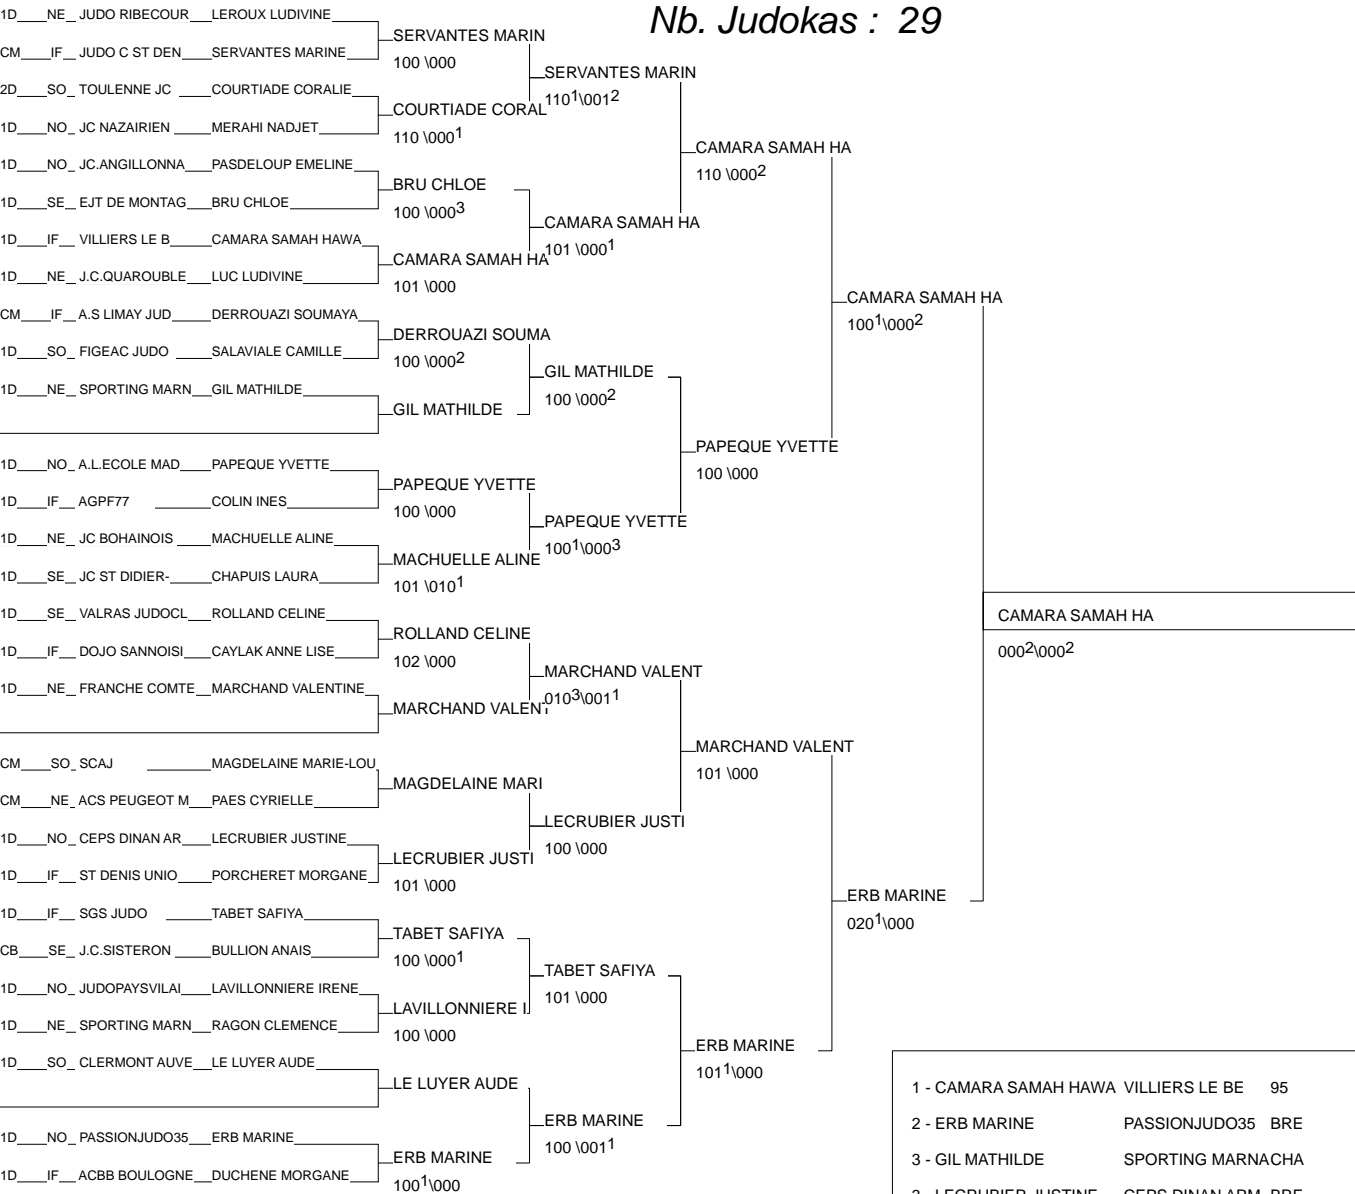 Nb. Judokas : 29
1D NE JUDO RIBECOUR LEROUX LUDIVINE
CM IF JUDO C ST DEN SERVANTES MARINE
2D SO TOULENNE JC COURTIADE CORALIE
1D NO JC NAZAIRIEN MERAHI NADJET
1D NO JC.ANGILLONNA PASDELOUP EMELINE
1D SE EJT DE MONTAG BRU CHLOE
1D IF VILLIERS LE B CAMARA SAMAH HAWA
1D NE J.C.QUAROUBLE LUC LUDIVINE
CM IF A.S LIMAY JUD DERROUAZI SOUMAYA
1D SO FIGEAC JUDO SALAVIALE CAMILLE
1D NE SPORTING MARN GIL MATHILDE
1D NO A.L.ECOLE MAD PAPEQUE YVETTE
1D IF AGPF77 COLIN INES
1D NE JC BOHAINOIS MACHUELLE ALINE
1D SE JC ST DIDIER- CHAPUIS LAURA
1D SE VALRAS JUDOCL ROLLAND CELINE
1D IF DOJO SANNOISI CAYLAK ANNE LISE
1D NE FRANCHE COMTE MARCHAND VALENTINE
CM SO SCAJ MAGDELAINE MARIE-LOU
CM NE ACS PEUGEOT M PAES CYRIELLE
1D NO CEPS DINAN AR LECRUBIER JUSTINE
1D IF ST DENIS UNIO PORCHERET MORGANE
1D IF SGS JUDO TABET SAFIYA
CB SE J.C.SISTERON BULLION ANAIS
1D NO JUDOPAYSVILAI LAVILLONNIERE IRENE
1D NE SPORTING MARN RAGON CLEMENCE
1D SO CLERMONT AUVE LE LUYER AUDE
1D NO PASSIONJUDO35 ERB MARINE
1D IF ACBB BOULOGNE DUCHENE MORGANE
SERVANTES MARIN
100 \000
COURTIADE CORAL
110 \000¹
BRU CHLOE
100 \000³
CAMARA SAMAH HA
101 \000
DERROUAZI SOUMA
100 \000²
GIL MATHILDE
PAPEQUE YVETTE
100 \000
MACHUELLE ALINE
101 \010¹
ROLLAND CELINE
102 \000
MARCHAND VALENT
MAGDELAINE MARI
LECRUBIER JUSTI
101 \000
TABET SAFIYA
100 \000¹
LAVILLONNIERE I
100 \000
LE LUYER AUDE
ERB MARINE
100¹\000
SERVANTES MARIN
110¹\001²
CAMARA SAMAH HA
101 \000¹
GIL MATHILDE
100 \000²
PAPEQUE YVETTE
100¹\000³
MARCHAND VALENT
010³\001¹
LECRUBIER JUSTI
100 \000
TABET SAFIYA
101 \000
ERB MARINE
100 \001¹
CAMARA SAMAH HA
110 \000²
PAPEQUE YVETTE
100 \000
MARCHAND VALENT
101 \000
ERB MARINE
101¹\000
CAMARA SAMAH HA
100¹\000²
ERB MARINE
020¹\000
CAMARA SAMAH HA
000²\000²
1 - CAMARA SAMAH HAWA VILLIERS LE BE 95
2 - ERB MARINE PASSIONJUDO35 BRE
3 - GIL MATHILDE SPORTING MARNACHA
3 - LECRUBIER JUSTINE CEPS DINAN ARM BRE